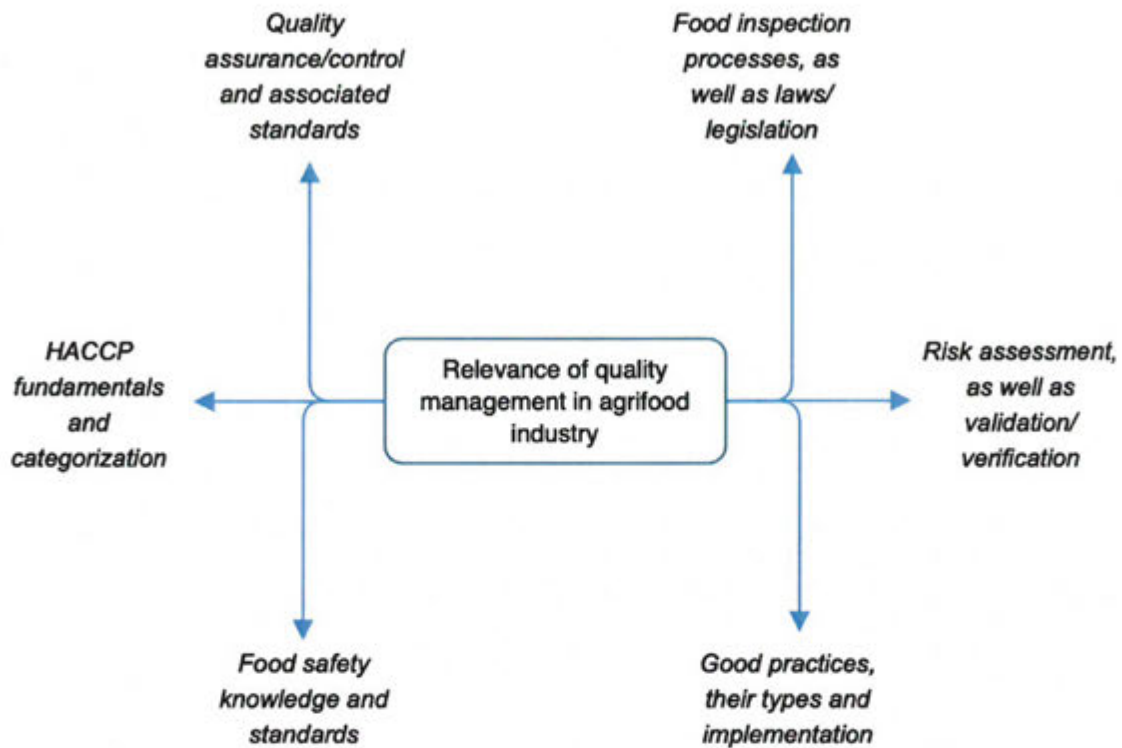 Quality
assurance/control
and associated
standards
Food inspection
processes, as
well as laws/
legislation
HACCP
fundamentals
and
categorization
Relevance of quality
management in agrifood
industry
Risk assessment,
as well as
validation/
verification
Food safety
knowledge and
standards
Good practices,
their types and
implementation